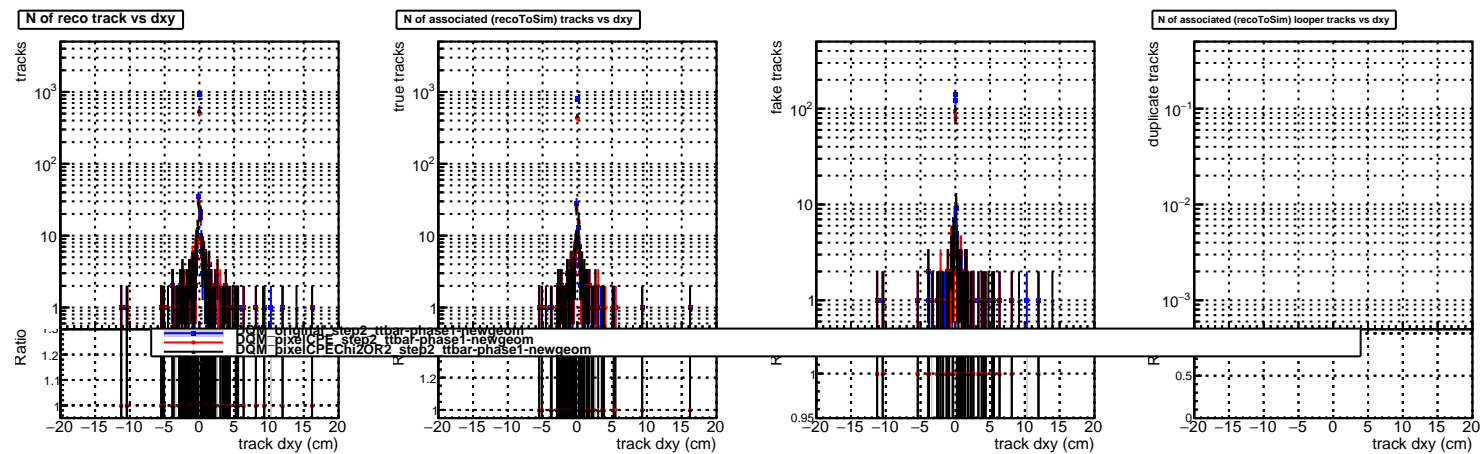 N of reco track vs dxy
tracks
10³
10²
10
1
Ratio
1.3
1.2
1.1
1
−20 −15 −10 −5 0 5 10 15 20
track dxy (cm)
N of associated (recoToSim) tracks vs dxy
true tracks
10³
10²
10
1
1.2
1
−20 −15 −10 −5 0 5 10 15 20
track dxy (cm)
fake tracks
10²
10
1
1
0.95
−20 −15 −10 −5 0 5 10 15 20
track dxy (cm)
N of associated (recoToSim) looper tracks vs dxy
duplicate tracks
10⁻¹
10⁻²
10⁻³
0.5
0
−20 −15 −10 −5 0 5 10 15 20
track dxy (cm)
DQM_original_step2_ttbar-phase1-newgeom
DQM_pixelCPE_step2_ttbar-phase1-newgeom
DQM_pixelCPEChi2OR2_step2_ttbar-phase1-newgeom